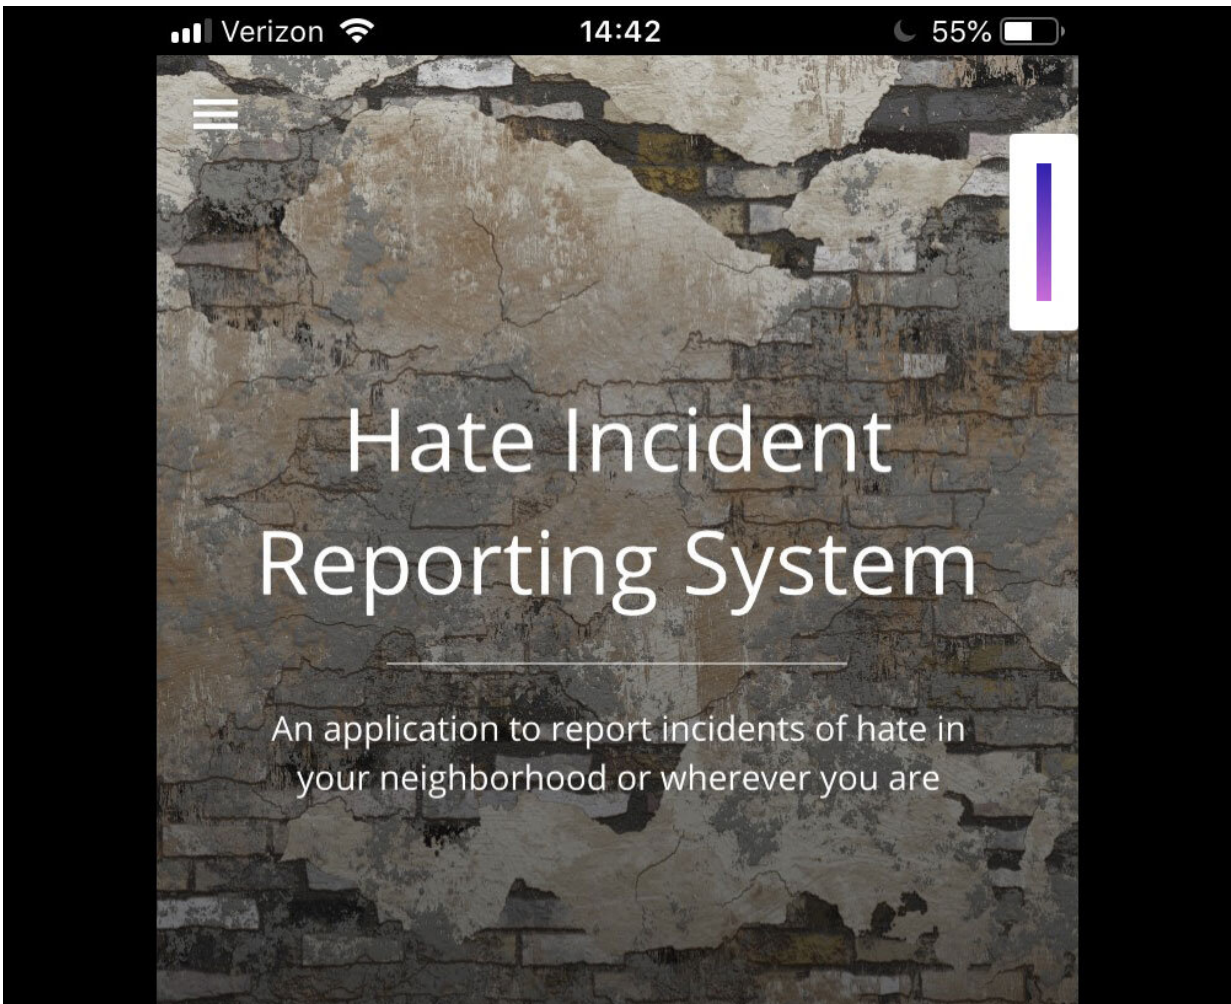 Verizon 14:42 55%
Hate Incident
Reporting System
An application to report incidents of hate in
your neighborhood or wherever you are